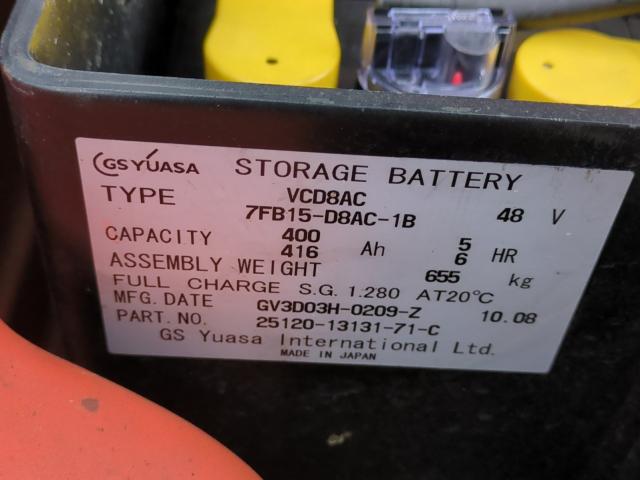 GS YUASA STORAGE BATTERY
TYPE VCD8AC
7FB15-D8AC-1B 48 V
CAPACITY 400 Ah 5 HR
416 6
ASSEMBLY WEIGHT 655 kg
FULL CHARGE S.G. 1.280 AT20℃
MFG. DATE GV3D03H-0209-Z 10.08
PART. NO. 25120-13131-71-C
GS Yuasa International Ltd.
MADE IN JAPAN